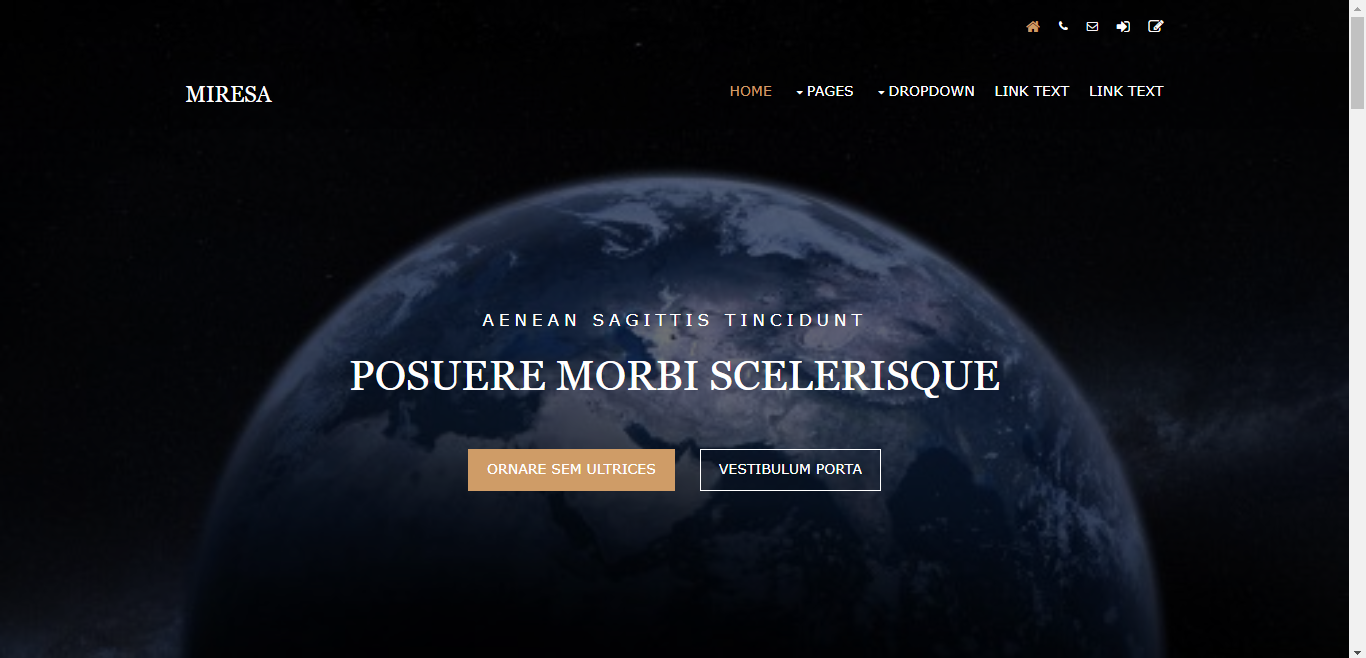 MIRESA
HOME PAGES DROPDOWN LINK TEXT LINK TEXT
AENEAN SAGITTIS TINCIDUNT
POSUERE MORBI SCELERISQUE
ORNARE SEM ULTRICES VESTIBULUM PORTA